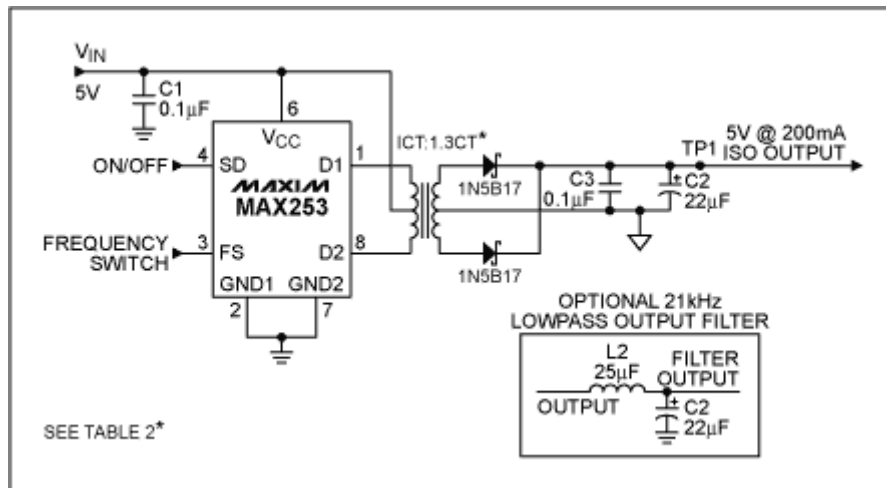 VIN
5V
C1
0.1μF
6
VCC
ON/OFF
4
SD
D1
1
MAXIM
MAX253
FREQUENCY
SWITCH
3
FS
D2
8
GND1
GND2
2
7
ICT:1.3CT*
1N5B17
1N5B17
C3
0.1μF
TP1
5V @ 200mA
ISO OUTPUT
C2
22μF
OPTIONAL 21kHz
LOWPASS OUTPUT FILTER
L2
25μF
FILTER
OUTPUT
OUTPUT
C2
22μF
SEE TABLE 2*